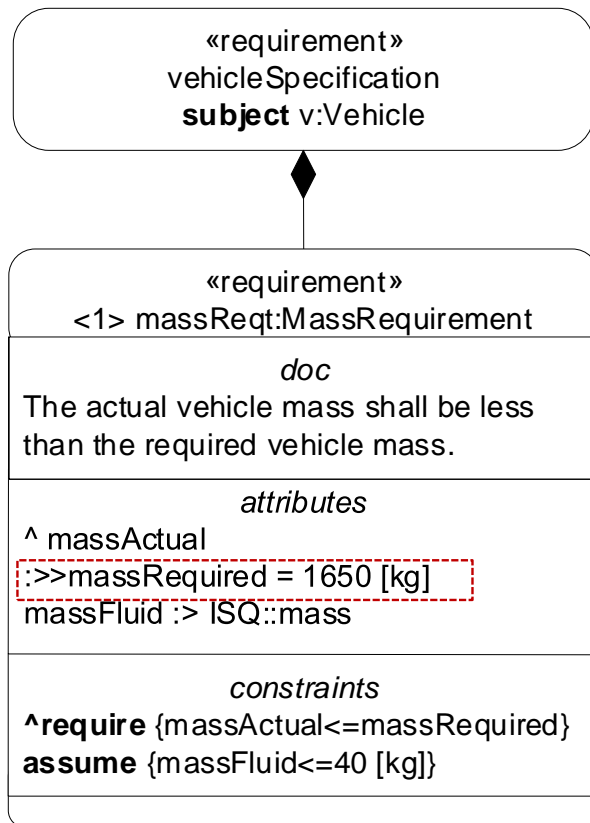 «requirement»
vehicleSpecification
subject v:Vehicle
«requirement»
<1> massReqt:MassRequirement
doc
The actual vehicle mass shall be less
than the required vehicle mass.
attributes
^ massActual
:>>massRequired = 1650 [kg]
massFluid :> ISQ::mass
constraints
^require {massActual<=massRequired}
assume {massFluid<=40 [kg]}